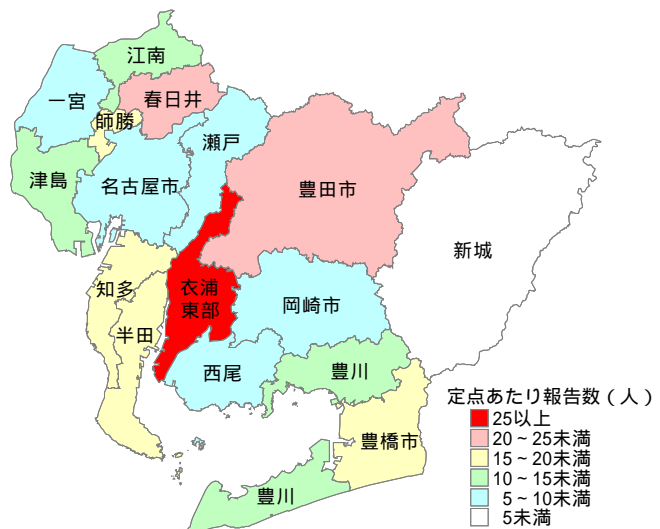 江南
一宮
春日井
師勝
瀬戸
津島
名古屋市
豊田市
新城
知多
衣浦
東部
岡崎市
半田
西尾
豊川
定点あたり報告数（人）
25以上
20～25未満
豊橋市
15～20未満
10～15未満
豊川
5～10未満
5未満